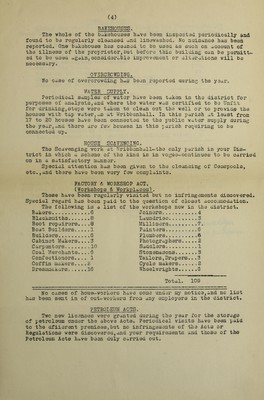 (4)
BAKEHOUSES.
The whole of the bakehouses have been inspected periodically and
found to be regularly cleansed and limewashed. No nuisance has been
reported. One bakehouse has ceased to be used as such on account of
the illness of the proprietor, but before this building can be permitt-
ed to be used again, considerable improvement or alterations will be
necessary.
OVERCROWDING.
No case of overcrowding has been reported during the year.
WATER SUPPLY.
Periodical samples of water have been taken in the district for
purposes of analysis, and where the water was certified to be Unfit
for drinking, steps were taken to clean out the well or to provide the
houses with tap water, as at Writhenhall. In this parish at least from
17 to 20 houses have been connected to the public water supply during
the year, and there are few houses in this parish requiring to be
connected up.
HOUSE SCAVENGING.
The Scavenging work at Writhenhall-the only parish in your Dis-
trict in which a scheme of the kind is in vogue-continues to be carried
on in a satisfactory manner.
Special attention has been given to the cleansing of Cesspools,
etc., and there have been very few complaints.
FACTORY & WORKSHOP ACT.
(Workshops & Workplaces)
These have been regularly visited but no infringements discovered.
Special regard has been paid to the question of closet accommodation.
The following is a list of the workshops now in the district.
Bakers..........6
Blacksmiths.....8
Boot repairers..9
Boat Builders...1
Builders........6
Cabinet Makers..3
Carpenters.....10
Coal Merchants..3
Confectioners...1
Coffin makers...2
Dressmakers....16
Joiners..........4
Laundries........1
Milliners........7
Painters.........2
Plumbers.........6
Photographers....2
Saddlers.........1
Stonemasons......3
Tailors, Drapers..3
Cycle makers.....2
Woolwrights......5
Total. 109
No cases of home-workers have come under my notice, and no list
has been sent in of out-workers from any employers in the district.
PETROLEUM ACTS.
Two new licenses were granted during the year for the storage
of petroleum under the above Acts. Periodical visits have been paid
to the different premises, but no infringements of the Acts or
Regulations were discovered, and your requirements and those of the
Petroleum Acts have been duly carried out.